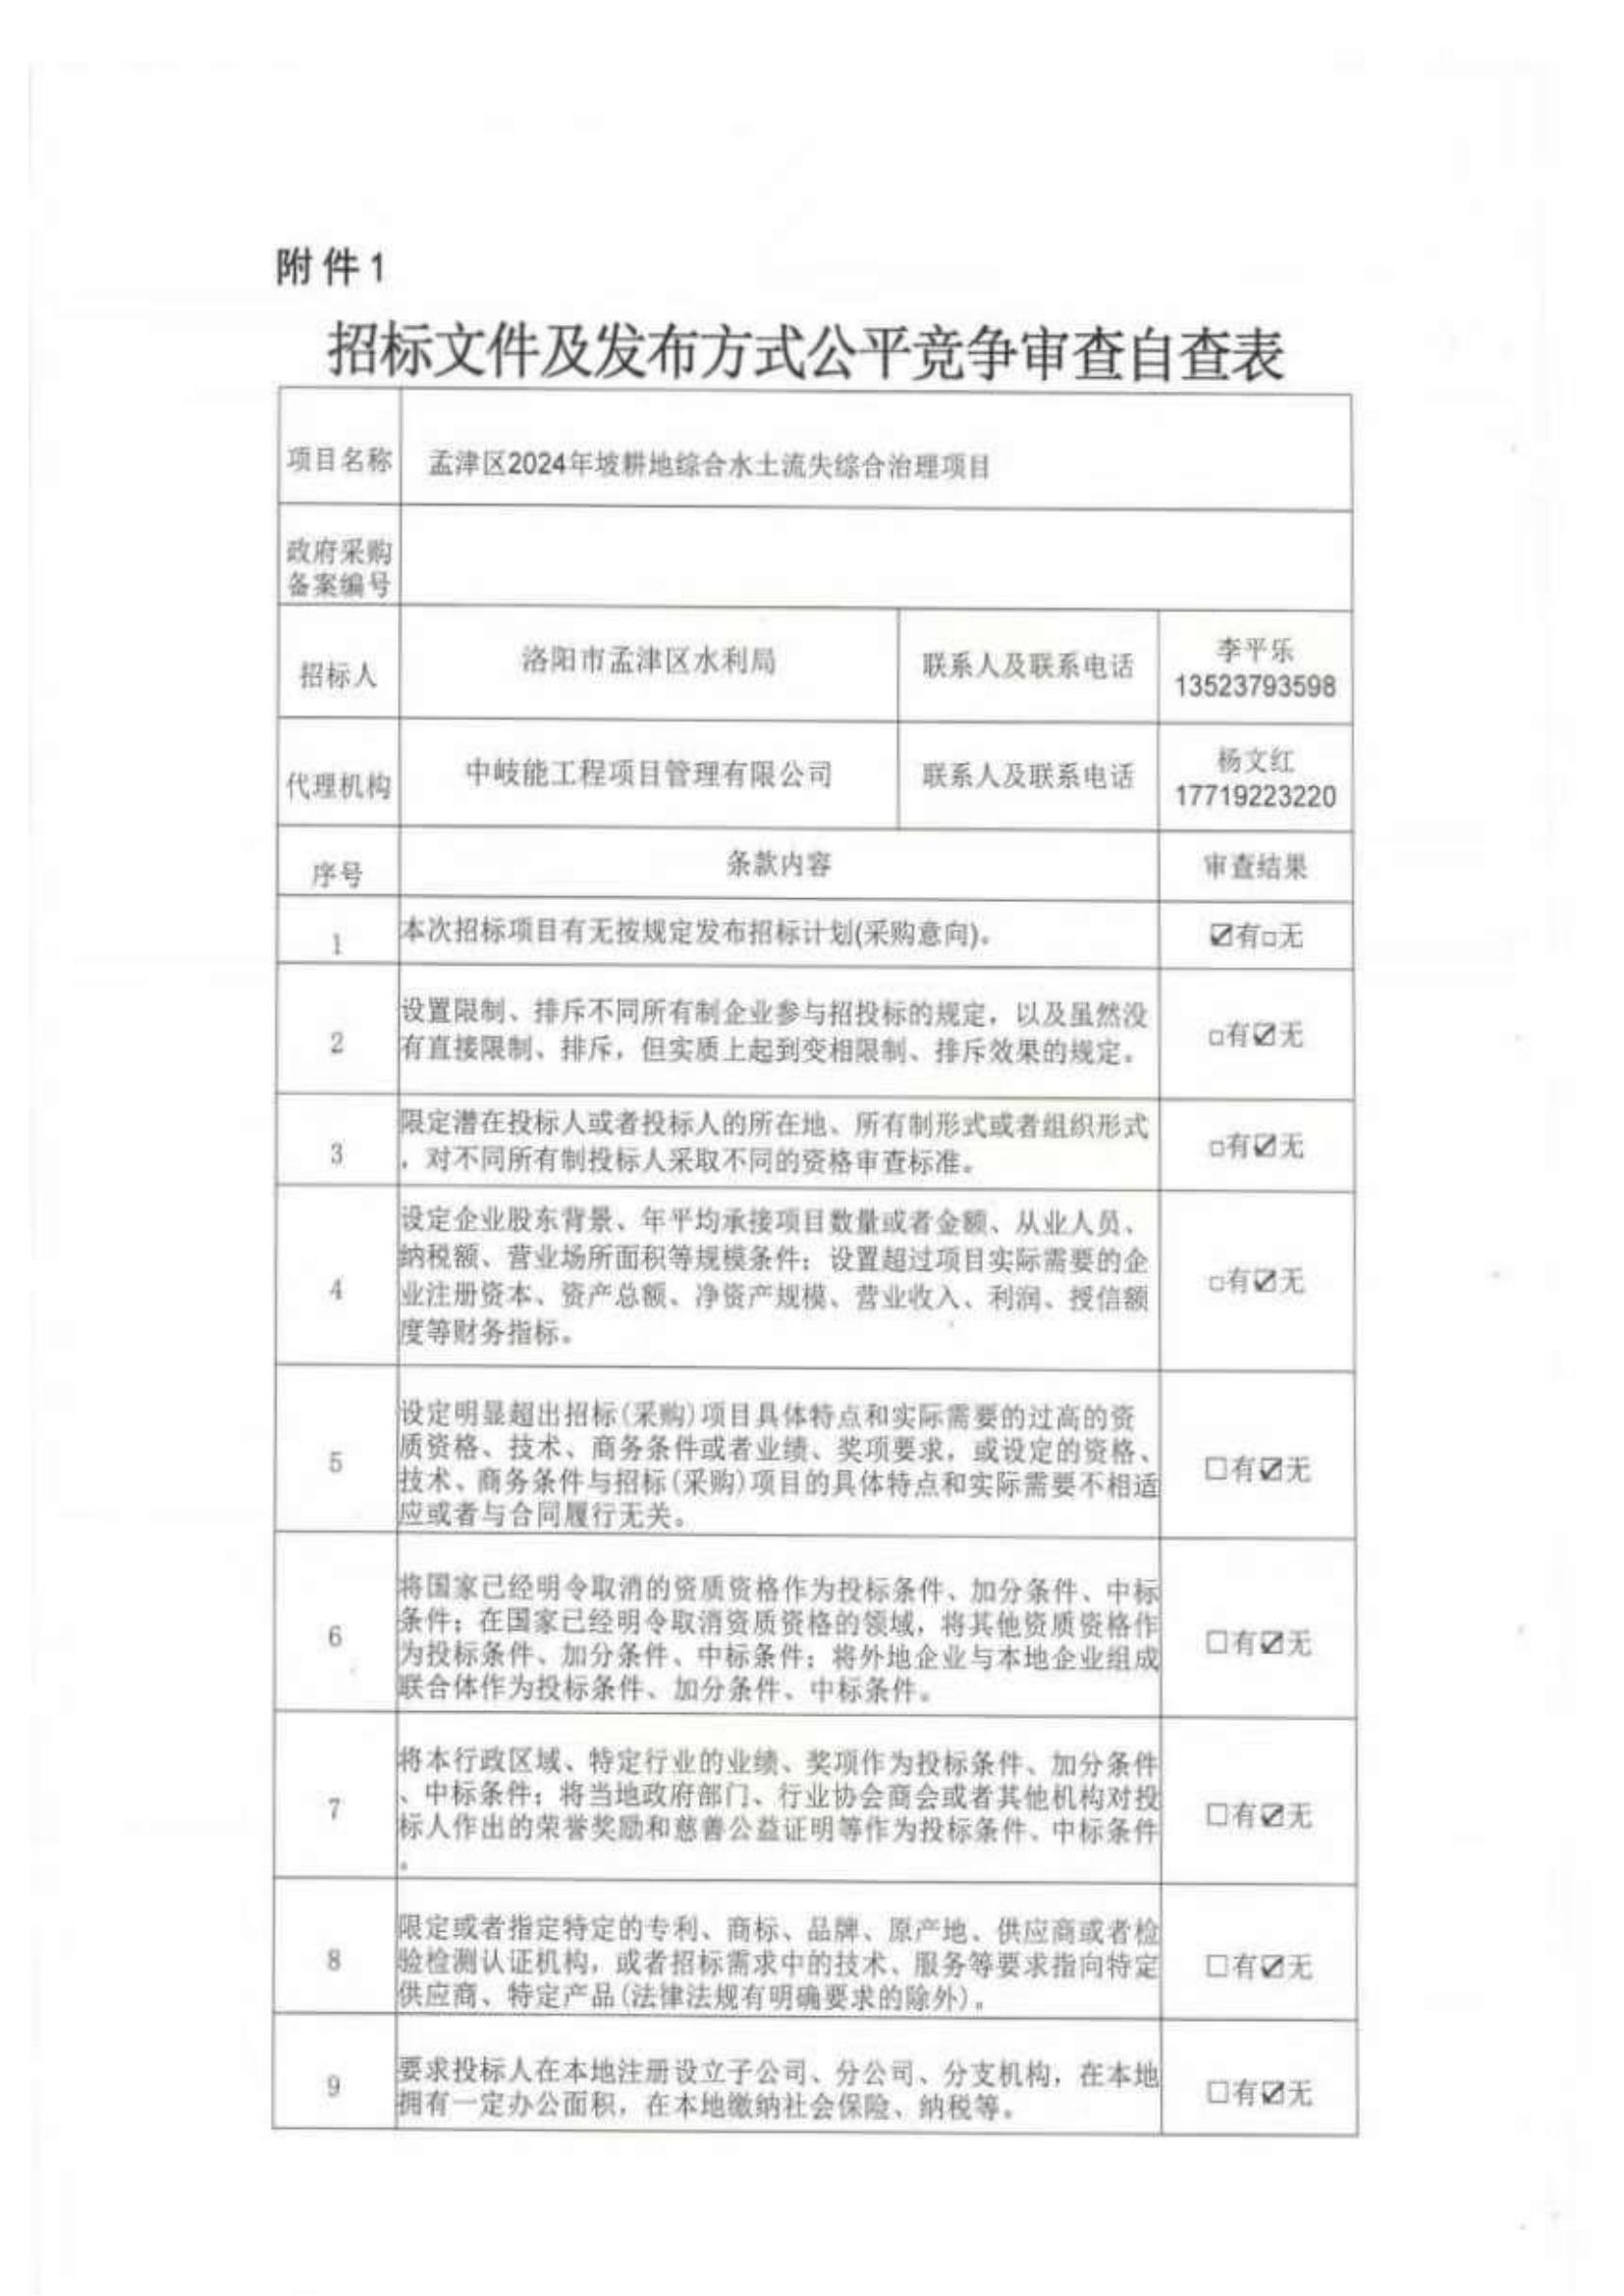 附件1
招标文件及发布方式公平竞争审查自查表
项目名称
孟津区2024年坡耕地综合水土流失综合治理项目
政府采购
备案编号
招标人
洛阳市孟津区水利局
联系人及联系电话
李平乐
13523793598
代理机构
中岐能工程项目管理有限公司
联系人及联系电话
杨文红
17719223220
序号
条款内容
审查结果
1
本次招标项目有无按规定发布招标计划(采购意向)。
☑有□无
2
设置限制、排斥不同所有制企业参与招投标的规定，以及虽然没
有直接限制、排斥，但实质上起到变相限制、排斥效果的规定。
□有☑无
3
限定潜在投标人或者投标人的所在地、所有制形式或者组织形式
，对不同所有制投标人采取不同的资格审查标准。
□有☑无
4
设定企业股东背景、年平均承接项目数量或者金额、从业人员、
纳税额、营业场所面积等规模条件；设置超过项目实际需要的企
业注册资本、资产总额、净资产规模、营业收入、利润、授信额
度等财务指标。
□有☑无
5
设定明显超出招标(采购)项目具体特点和实际需要的过高的资
质资格、技术、商务条件或者业绩、奖项要求，或设定的资格、
技术、商务条件与招标(采购)项目的具体特点和实际需要不相适
应或者与合同履行无关。
□有☑无
6
将国家已经明令取消的资质资格作为投标条件、加分条件、中标
条件；在国家已经明令取消资质资格的领域，将其他资质资格作
为投标条件、加分条件、中标条件；将外地企业与本地企业组成
联合体作为投标条件、加分条件、中标条件。
□有☑无
7
将本行政区域、特定行业的业绩、奖项作为投标条件、加分条件
、中标条件；将当地政府部门、行业协会商会或者其他机构对投
标人作出的荣誉奖励和慈善公益证明等作为投标条件、中标条件
。
□有☑无
8
限定或者指定特定的专利、商标、品牌、原产地、供应商或者检
验检测认证机构，或者招标需求中的技术、服务等要求指向特定
供应商、特定产品(法律法规有明确要求的除外)。
□有☑无
9
要求投标人在本地注册设立子公司、分公司、分支机构，在本地
拥有一定办公面积，在本地缴纳社会保险、纳税等。
□有☑无